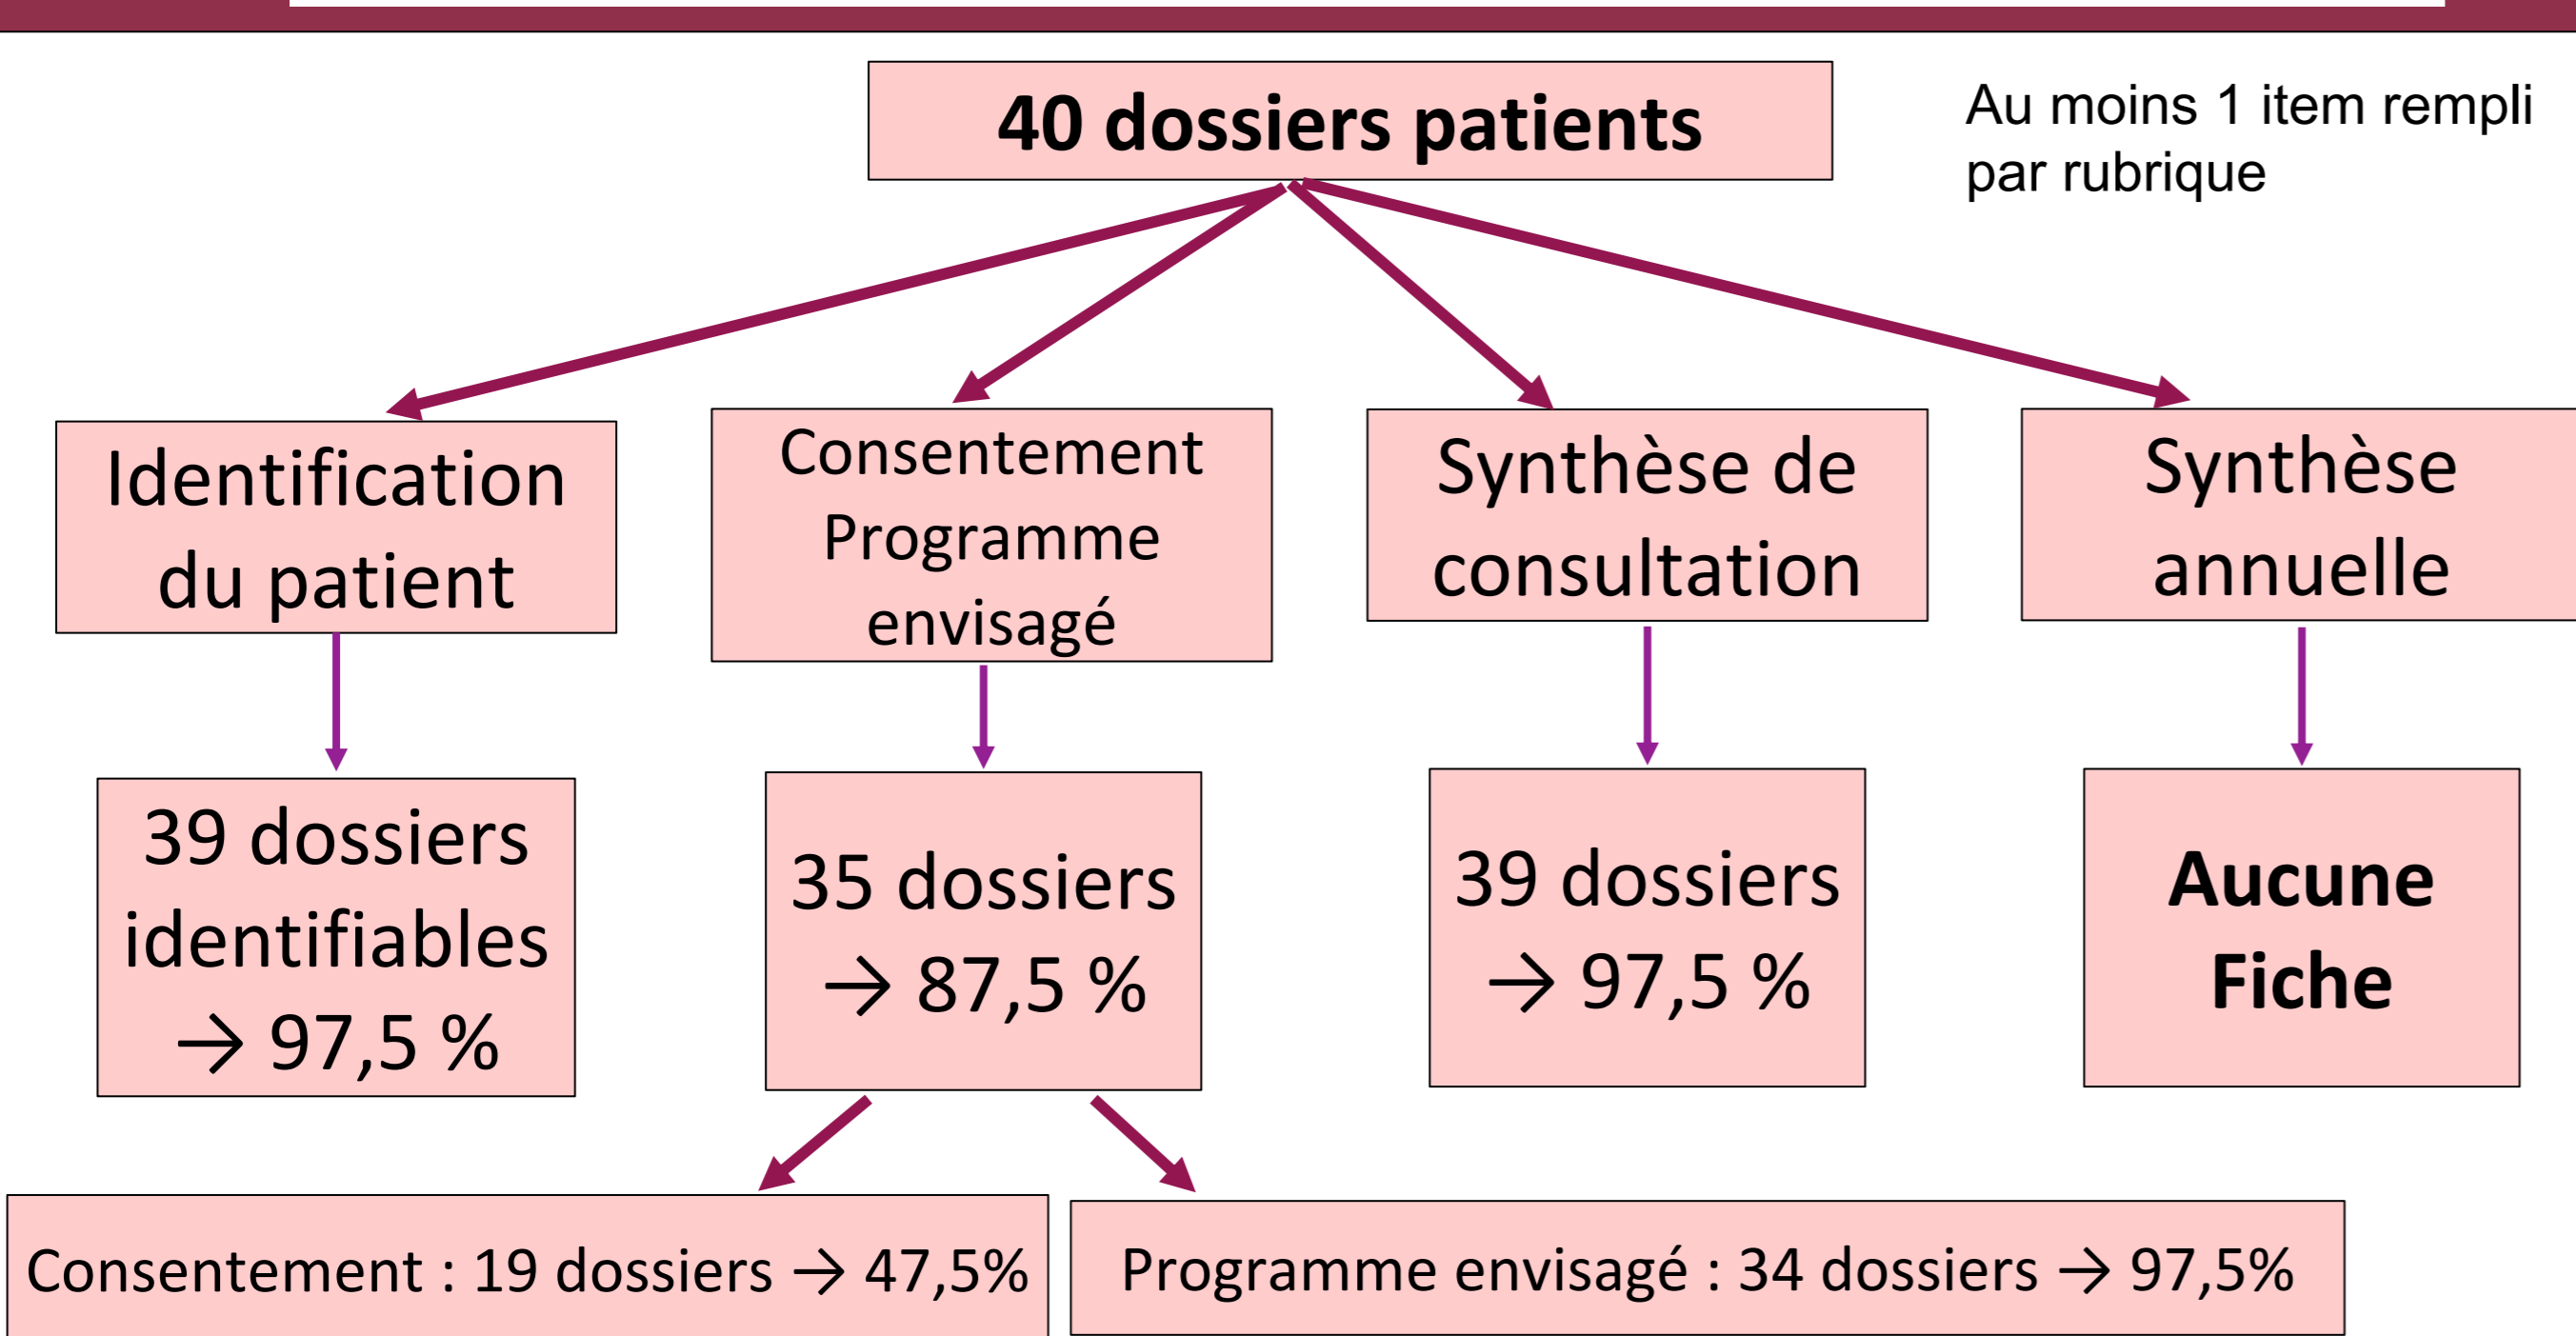 40 dossiers patients
Au moins 1 item rempli
par rubrique
Identification
du patient
Consentement
Programme
envisagé
Synthèse de
consultation
Synthèse
annuelle
39 dossiers
identifiables
→ 97,5 %
35 dossiers
→ 87,5 %
39 dossiers
→ 97,5 %
Aucune
Fiche
Consentement : 19 dossiers → 47,5%
Programme envisagé : 34 dossiers → 97,5%